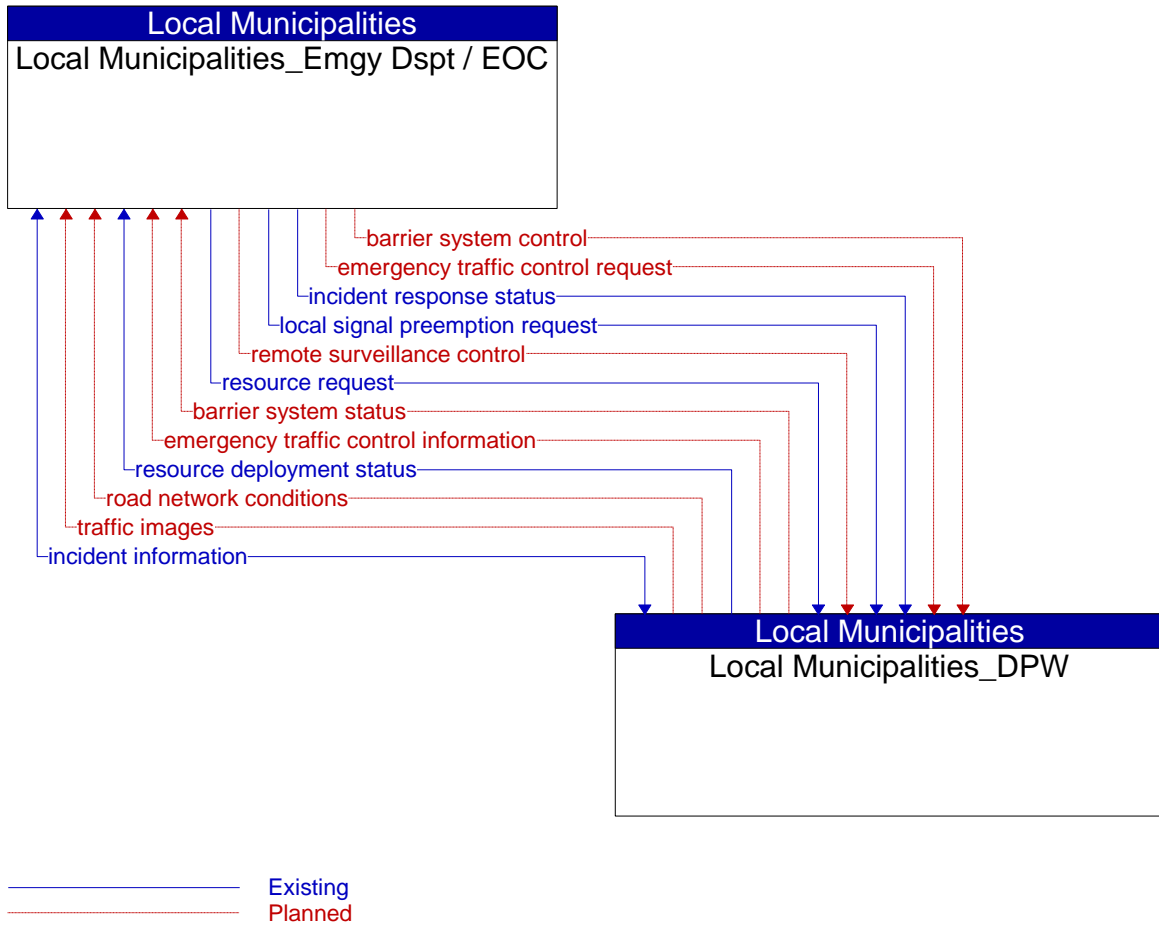 Local Municipalities
Local Municipalities_Emgy Dspt / EOC
barrier system control
emergency traffic control request
incident response status
local signal preemption request
remote surveillance control
resource request
barrier system status
emergency traffic control information
resource deployment status
road network conditions
traffic images
incident information
Local Municipalities
Local Municipalities_DPW
Existing
Planned